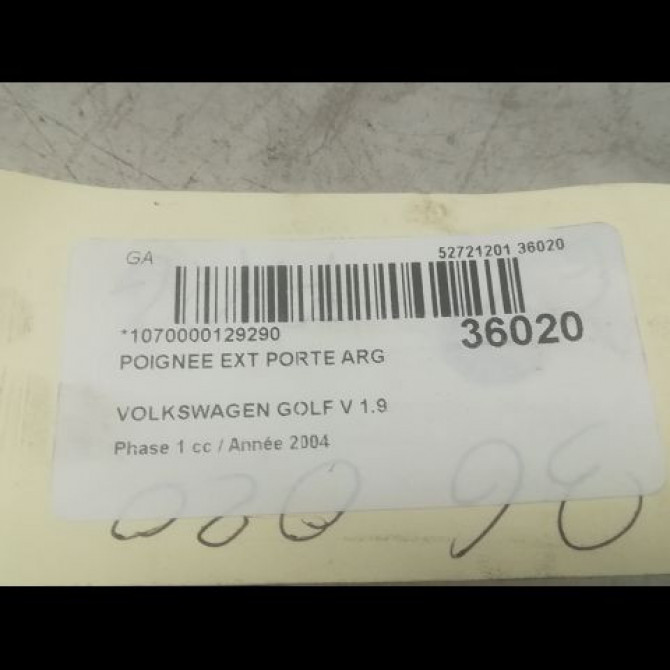 GA
52721201 36020
*1070000129290
36020
POIGNEE EXT PORTE ARG
VOLKSWAGEN GOLF V 1.9
Phase 1 cc / Année 2004